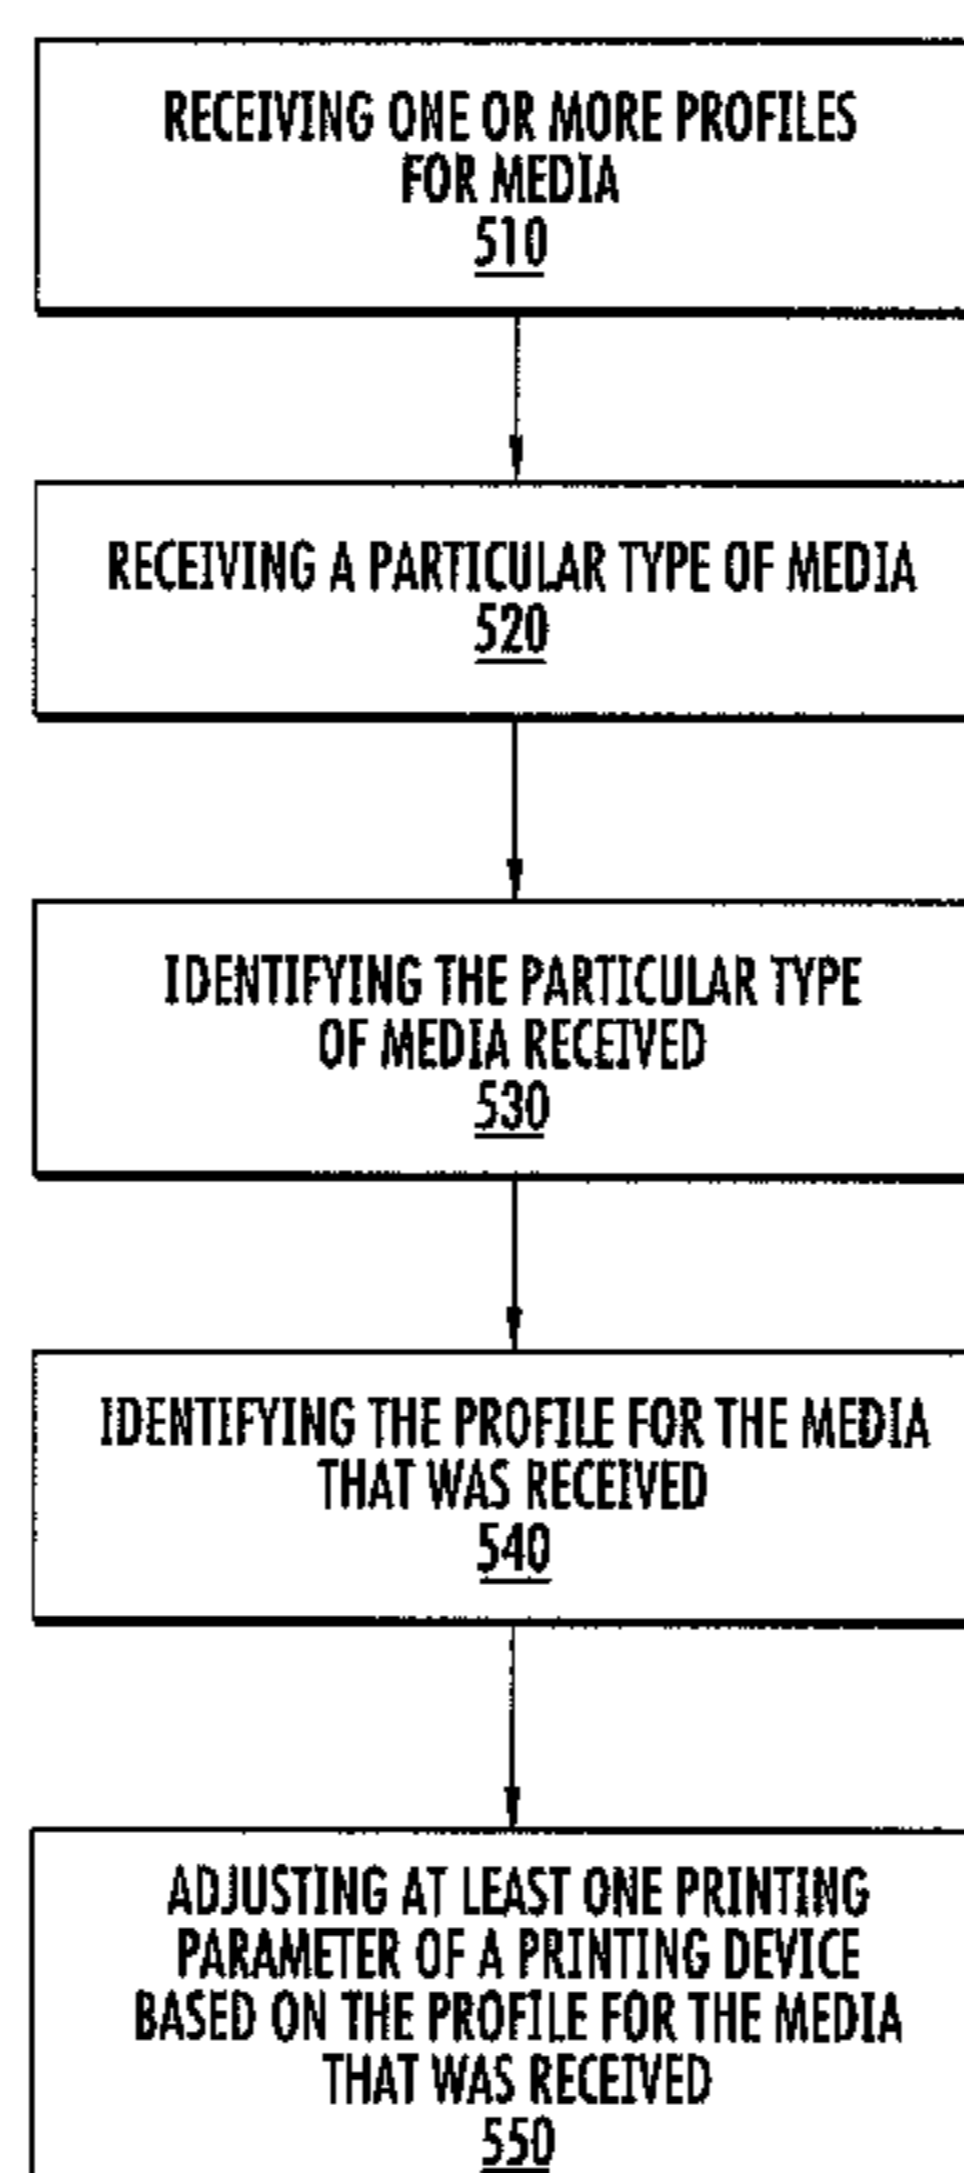 RECEIVING ONE OR MORE PROFILES
FOR MEDIA
510
RECEIVING A PARTICULAR TYPE OF MEDIA
520
IDENTIFYING THE PARTICULAR TYPE
OF MEDIA RECEIVED
530
IDENTIFYING THE PROFILE FOR THE MEDIA
THAT WAS RECEIVED
540
ADJUSTING AT LEAST ONE PRINTING
PARAMETER OF A PRINTING DEVICE
BASED ON THE PROFILE FOR THE MEDIA
THAT WAS RECEIVED
550